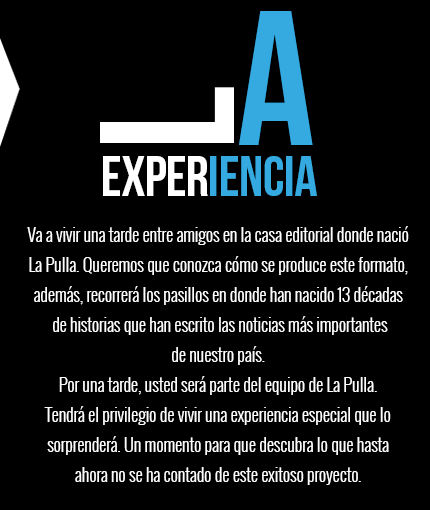 LA
EXPERIENCIA
Va a vivir una tarde entre amigos en la casa editorial donde nació
La Pulla. Queremos que conozca cómo se produce este formato,
además, recorrerá los pasillos en donde han nacido 13 décadas
de historias que han escrito las noticias más importantes
de nuestro país.
Por una tarde, usted será parte del equipo de La Pulla.
Tendrá el privilegio de vivir una experiencia especial que lo
sorprenderá. Un momento para que descubra lo que hasta
ahora no se ha contado de este exitoso proyecto.